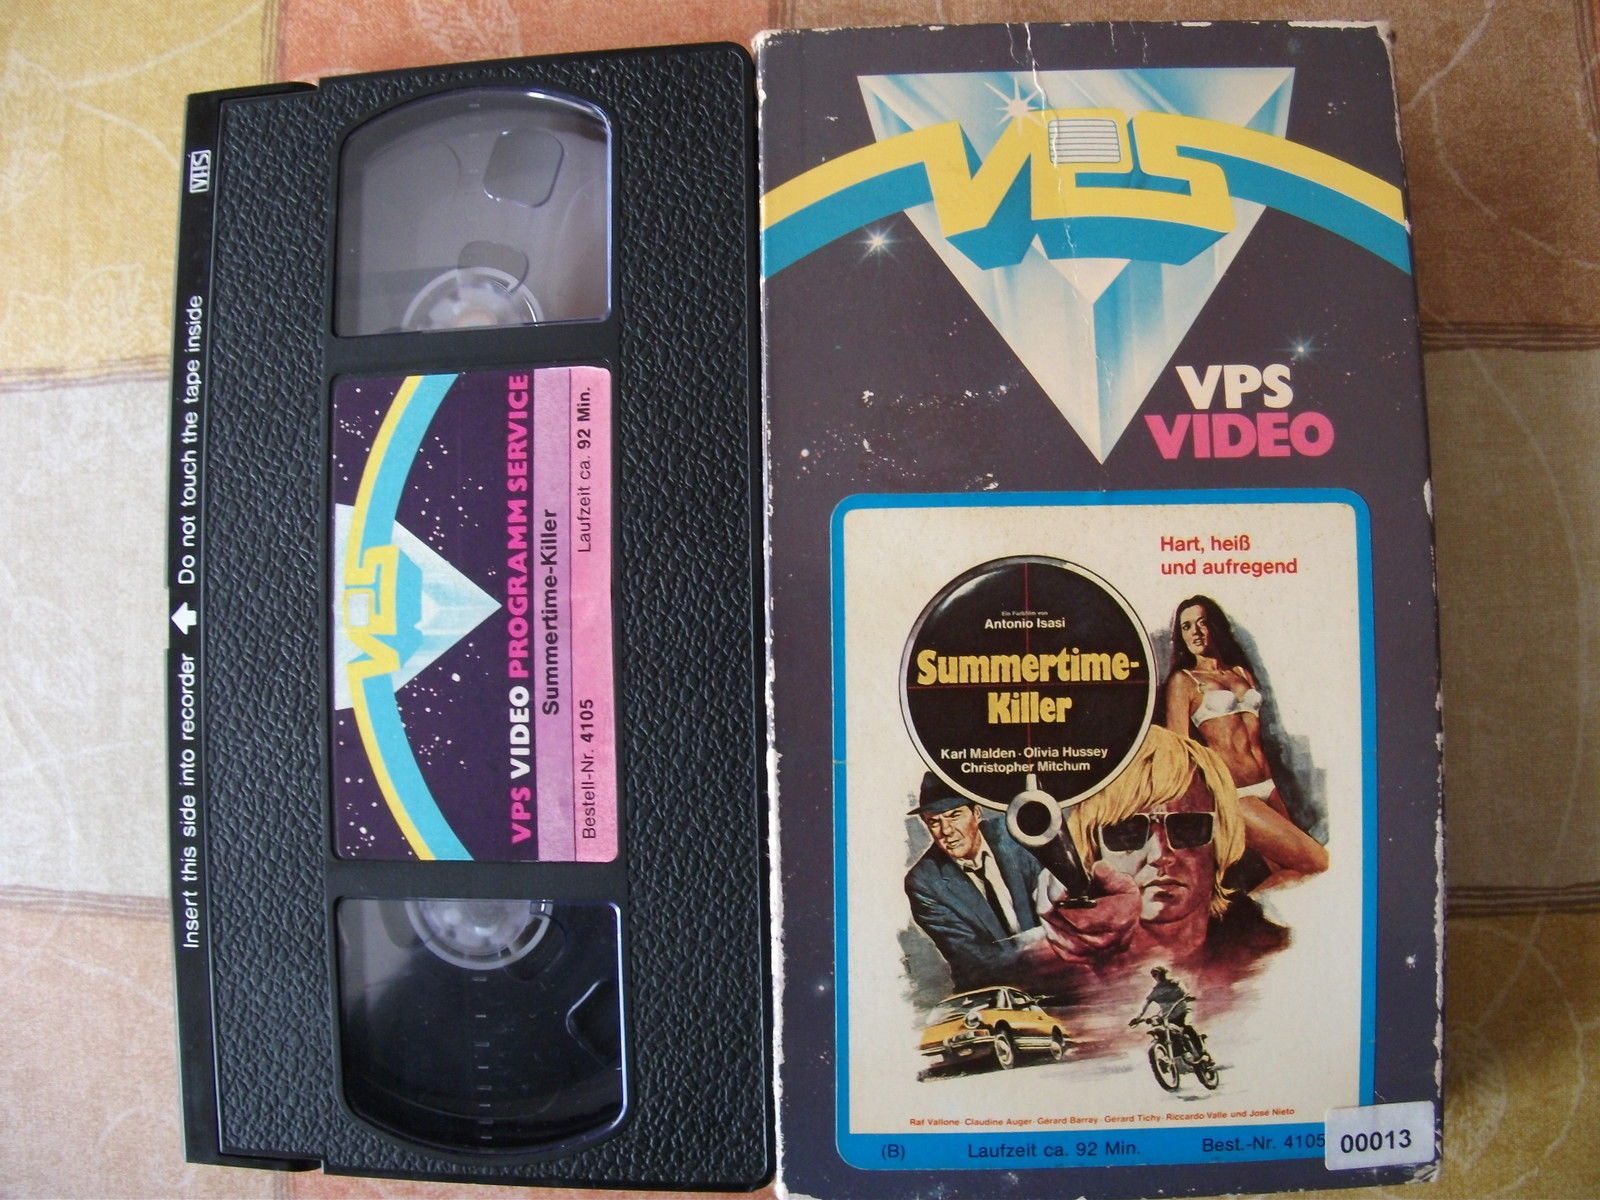 VHS
Insert this side into recorder Do not touch the tape inside
VPS
VPS VIDEO PROGRAMM SERVICE
Summertime-Killer
Bestell-Nr. 4105 Laufzeit ca. 92 Min.
VPS
VPS
VIDEO
Hart, heiß
und aufregend
Ein Farbfilm von
Antonio Isasi
Summertime-
Killer
Karl Malden · Olivia Hussey
Christopher Mitchum
Raf Vallone · Claudine Auger · Gérard Barray · Gérard Tichy · Riccardo Valle und José Nieto
(B) Laufzeit ca. 92 Min. Best.-Nr. 4105
00013